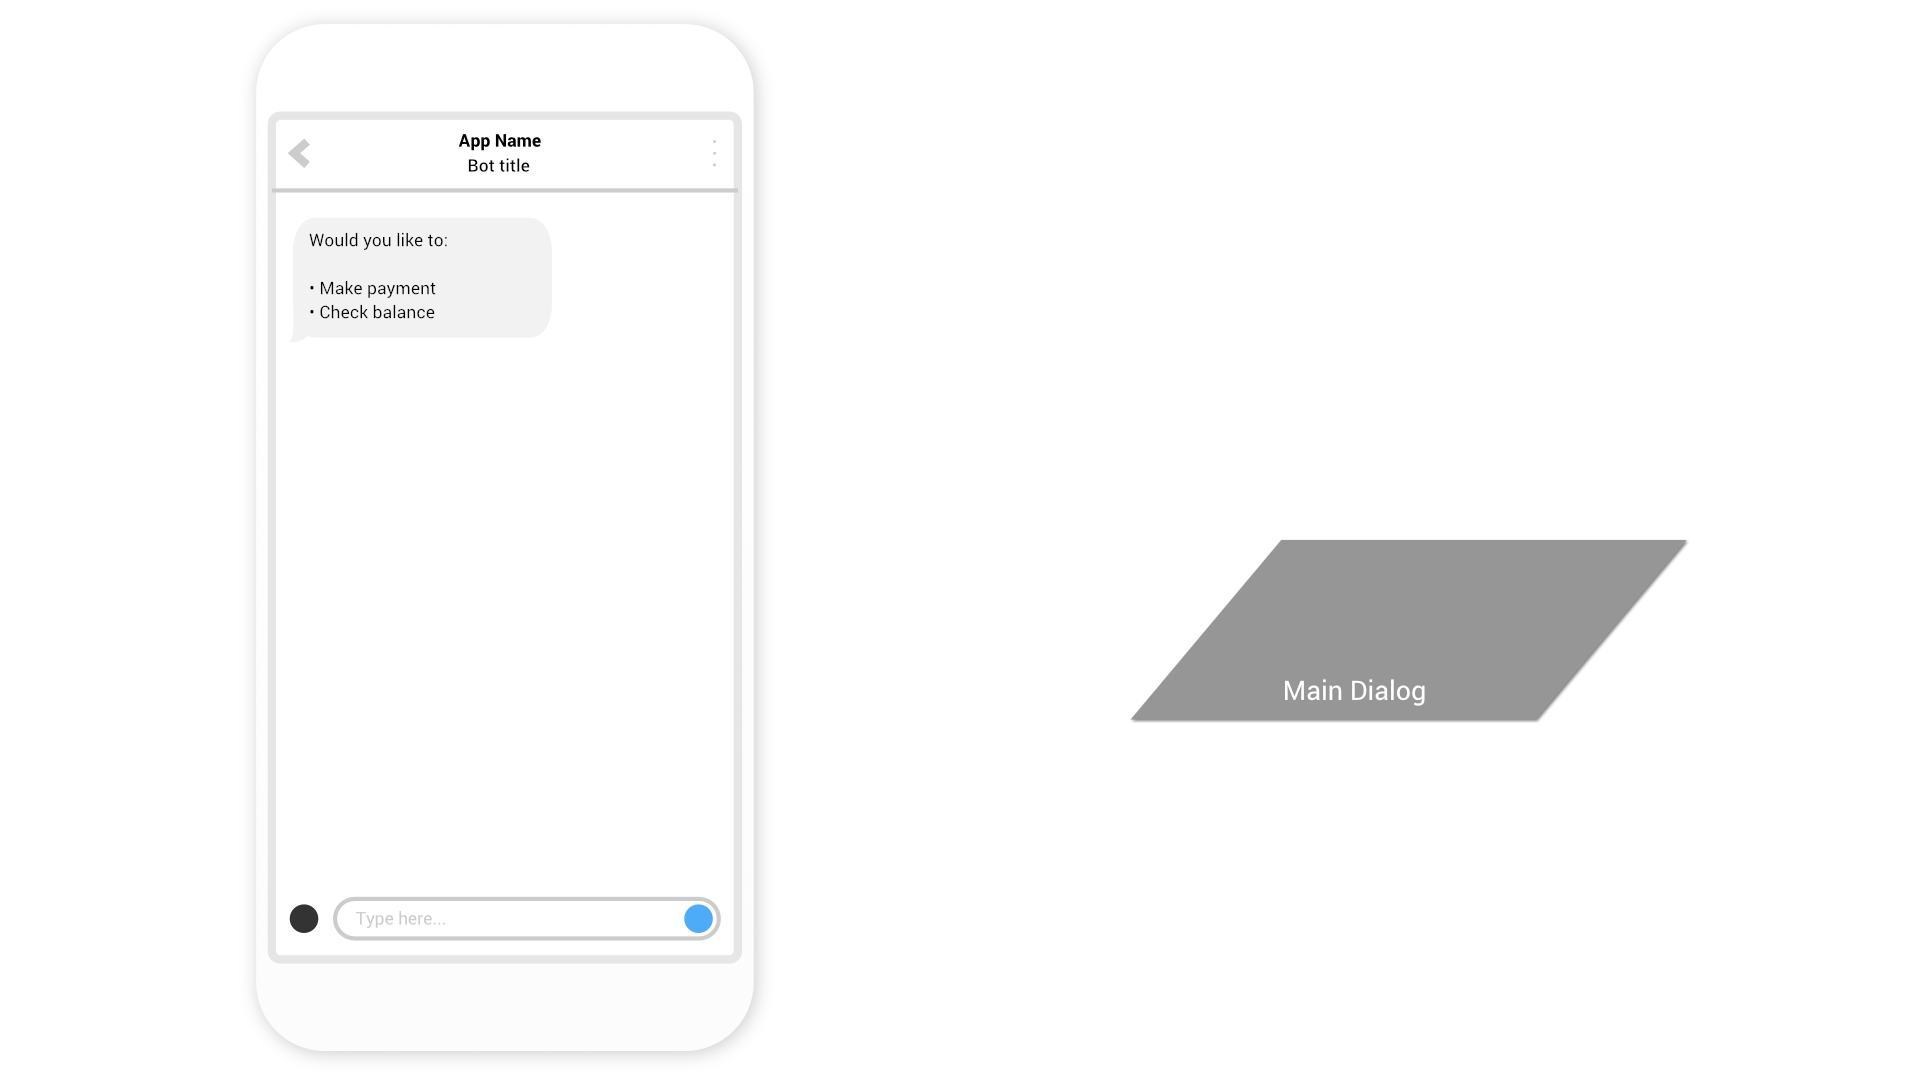 App Name
Bot title
Would you like to:
• Make payment
• Check balance
Type here...
Main Dialog